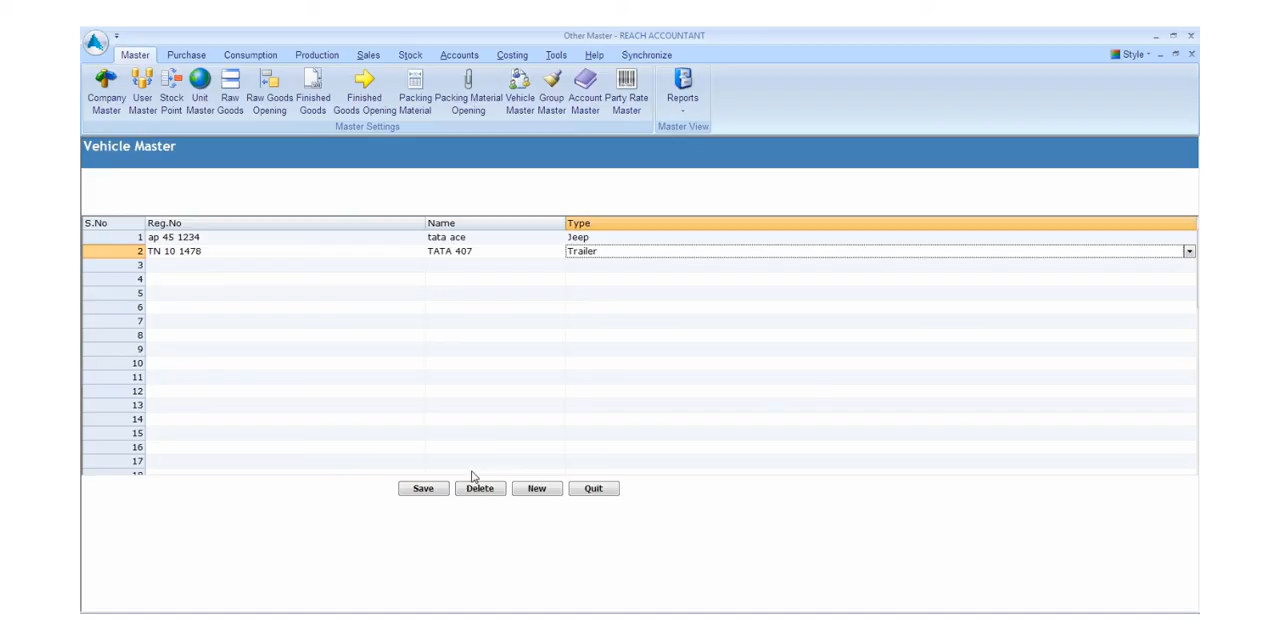 Other Master - REACH ACCOUNTANT
Master Purchase Consumption Production Sales Stock Accounts Costing Tools Help Synchronize Style
Company Master User Master Stock Point Unit Master Raw Goods Raw Goods Opening Finished Goods Finished Goods Opening Packing Material Packing Material Opening Vehicle Master Group Master Account Master Party Rate Master Reports
Master Settings Master View
Vehicle Master
S.No Reg.No Name Type
1 ap 45 1234 tata ace Jeep
2 TN 10 1478 TATA 407 Trailer
3
4
5
6
7
8
9
10
11
12
13
14
15
16
17
Save Delete New Quit